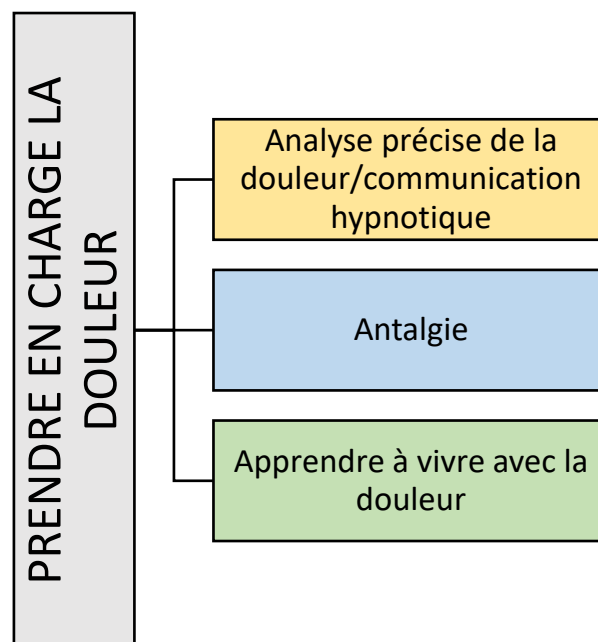 PRENDRE EN CHARGE LA
DOULEUR
Analyse précise de la
douleur/communication
hypnotique
Antalgie
Apprendre à vivre avec la
douleur